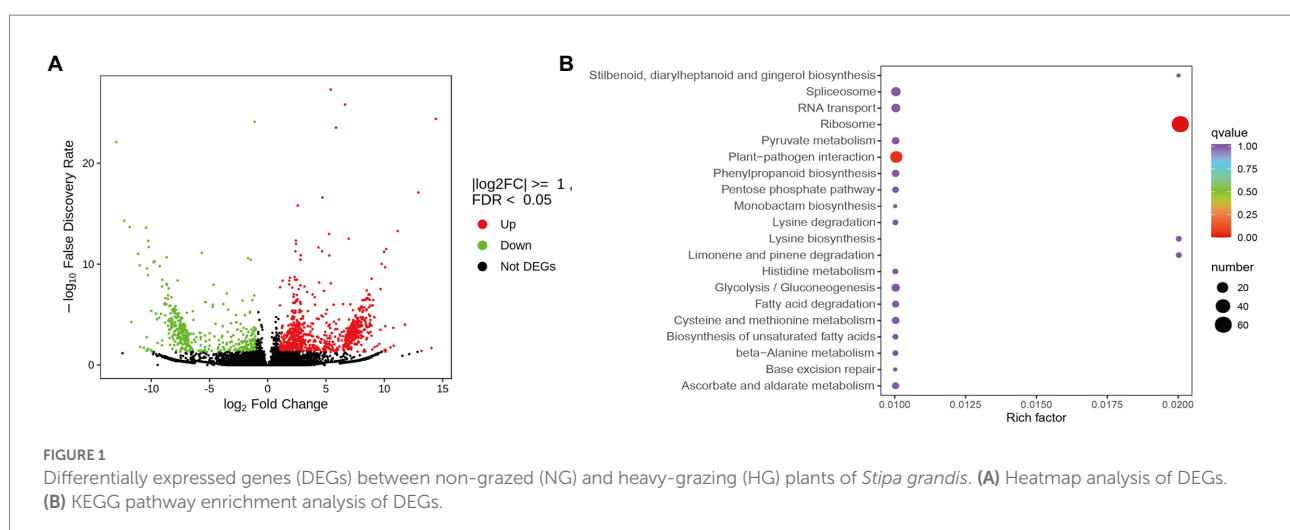 A
20
10
0
-10
-5
0
5
10
15
−log10 False Discovery Rate
log2 Fold Change
|log2FC| >= 1 ,
FDR < 0.05
Up
Down
Not DEGs
B
Stilbenoid, diarylheptanoid and gingerol biosynthesis
Spliceosome
RNA transport
Ribosome
Pyruvate metabolism
Plant−pathogen interaction
Phenylpropanoid biosynthesis
Pentose phosphate pathway
Monobactam biosynthesis
Lysine degradation
Lysine biosynthesis
Limonene and pinene degradation
Histidine metabolism
Glycolysis / Gluconeogenesis
Fatty acid degradation
Cysteine and methionine metabolism
Biosynthesis of unsaturated fatty acids
beta−Alanine metabolism
Base excision repair
Ascorbate and aldarate metabolism
0.0100
0.0125
0.0150
0.0175
0.0200
Rich factor
qvalue
1.00
0.75
0.50
0.25
0.00
number
20
40
60
FIGURE 1
Differentially expressed genes (DEGs) between non-grazed (NG) and heavy-grazing (HG) plants of Stipa grandis. (A) Heatmap analysis of DEGs.
(B) KEGG pathway enrichment analysis of DEGs.